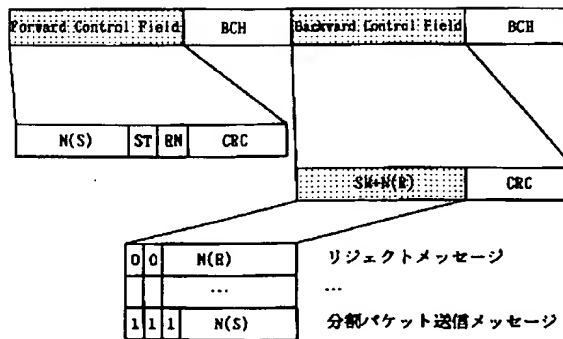 Forward Control Field BCH Backward Control Field BCH
N(S) ST RN CRC
SM+N(R) CRC
0 0 N(R) リジェクトメッセージ
... ...
1 1 1 N(S) 分割パケット送信メッセージ